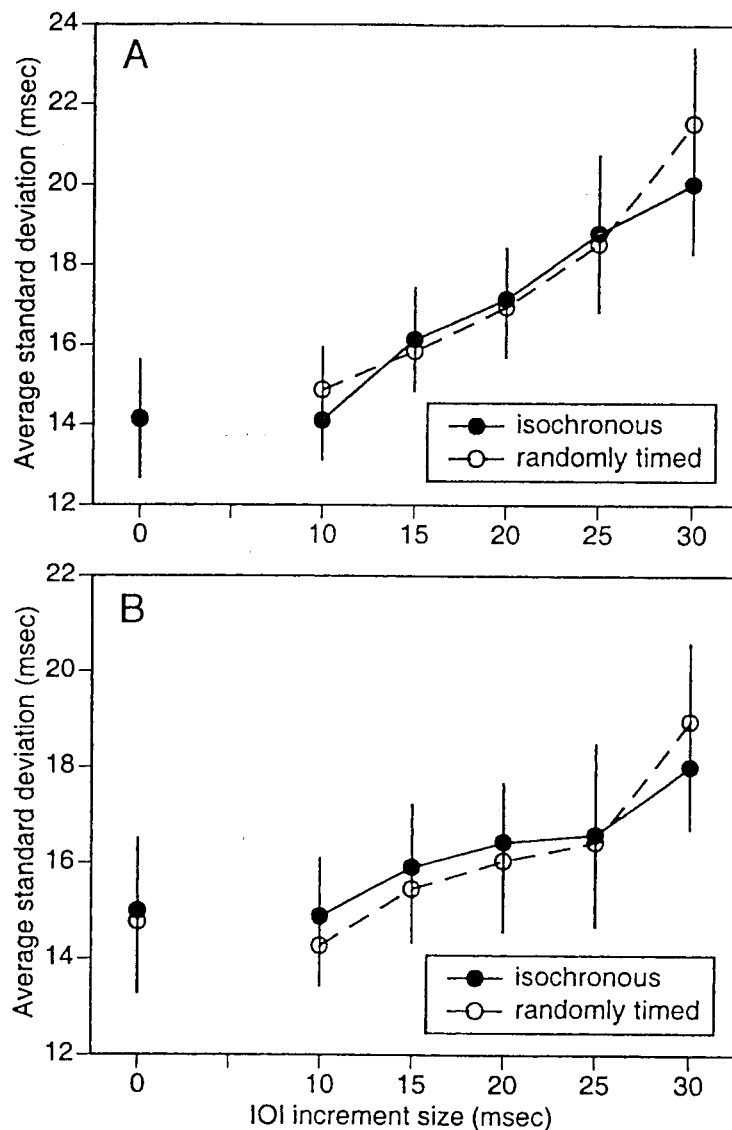 A
Average standard deviation (msec)
24
22
20
18
16
14
12
isochronous
randomly timed
0
10
15
20
25
30
B
Average standard deviation (msec)
22
20
18
16
14
12
isochronous
randomly timed
0
10
15
20
25
30
IOI increment size (msec)